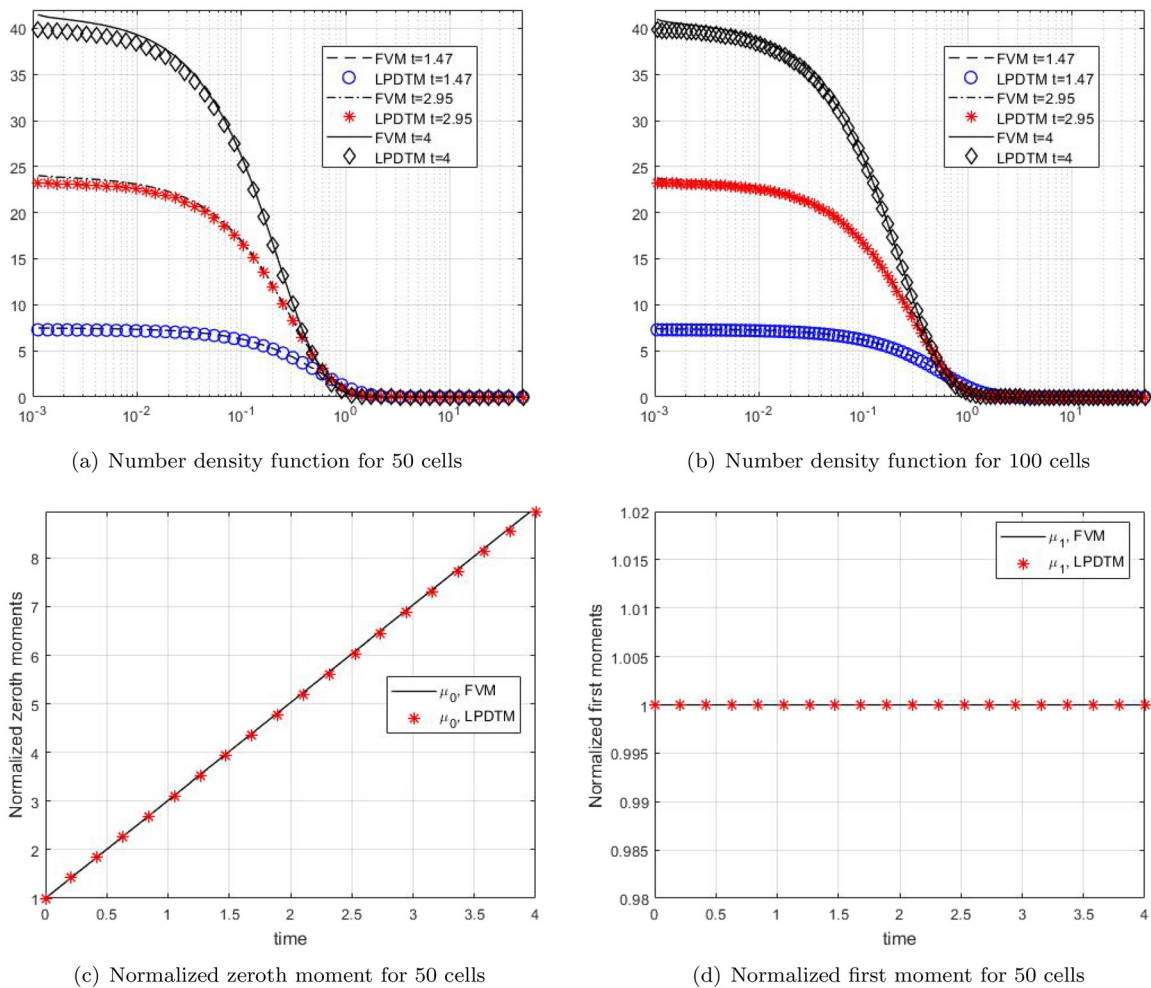 40
35
30
25
20
15
10
5
0
10-3
10-2
10-1
100
101
FVM t=1.47
LPDTM t=1.47
FVM t=2.95
LPDTM t=2.95
FVM t=4
LPDTM t=4
(a) Number density function for 50 cells
40
35
30
25
20
15
10
5
0
10-3
10-2
10-1
100
101
FVM t=1.47
LPDTM t=1.47
FVM t=2.95
LPDTM t=2.95
FVM t=4
LPDTM t=4
(b) Number density function for 100 cells
Normalized zeroth moments
8
7
6
5
4
3
2
1
0
0.5
1
1.5
2
2.5
3
3.5
4
time
μ0, FVM
μ0, LPDTM
(c) Normalized zeroth moment for 50 cells
Normalized first moments
1.02
1.015
1.01
1.005
1
0.995
0.99
0.985
0.98
0
0.5
1
1.5
2
2.5
3
3.5
4
time
μ1, FVM
μ1, LPDTM
(d) Normalized first moment for 50 cells